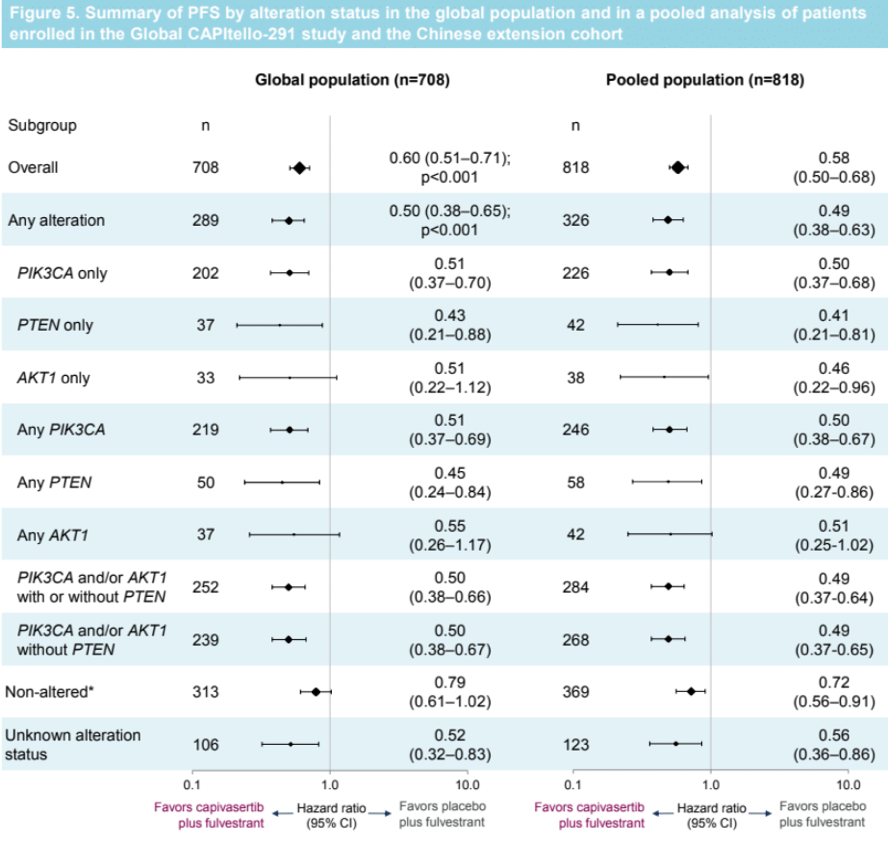 Figure 5. Summary of PFS by alteration status in the global population and in a pooled analysis of patients
enrolled in the Global CAPItello-291 study and the Chinese extension cohort
Global population (n=708) Pooled population (n=818)
Subgroup n n
Overall 708 0.60 (0.51–0.71); p<0.001 818 0.58 (0.50–0.68)
Any alteration 289 0.50 (0.38–0.65); p<0.001 326 0.49 (0.38–0.63)
PIK3CA only 202 0.51 (0.37–0.70) 226 0.50 (0.37–0.68)
PTEN only 37 0.43 (0.21–0.88) 42 0.41 (0.21–0.81)
AKT1 only 33 0.51 (0.22–1.12) 38 0.46 (0.22–0.96)
Any PIK3CA 219 0.51 (0.37–0.69) 246 0.50 (0.38–0.67)
Any PTEN 50 0.45 (0.24–0.84) 58 0.49 (0.27-0.86)
Any AKT1 37 0.55 (0.26–1.17) 42 0.51 (0.25-1.02)
PIK3CA and/or AKT1 with or without PTEN 252 0.50 (0.38–0.66) 284 0.49 (0.37-0.64)
PIK3CA and/or AKT1 without PTEN 239 0.50 (0.38–0.67) 268 0.49 (0.37-0.65)
Non-altered* 313 0.79 (0.61–1.02) 369 0.72 (0.56–0.91)
Unknown alteration status 106 0.52 (0.32–0.83) 123 0.56 (0.36–0.86)
0.1 1.0 10.0 0.1 1.0 10.0
Favors capivasertib Hazard ratio Favors placebo Favors capivasertib Hazard ratio Favors placebo
plus fulvestrant (95% CI) plus fulvestrant plus fulvestrant (95% CI) plus fulvestrant